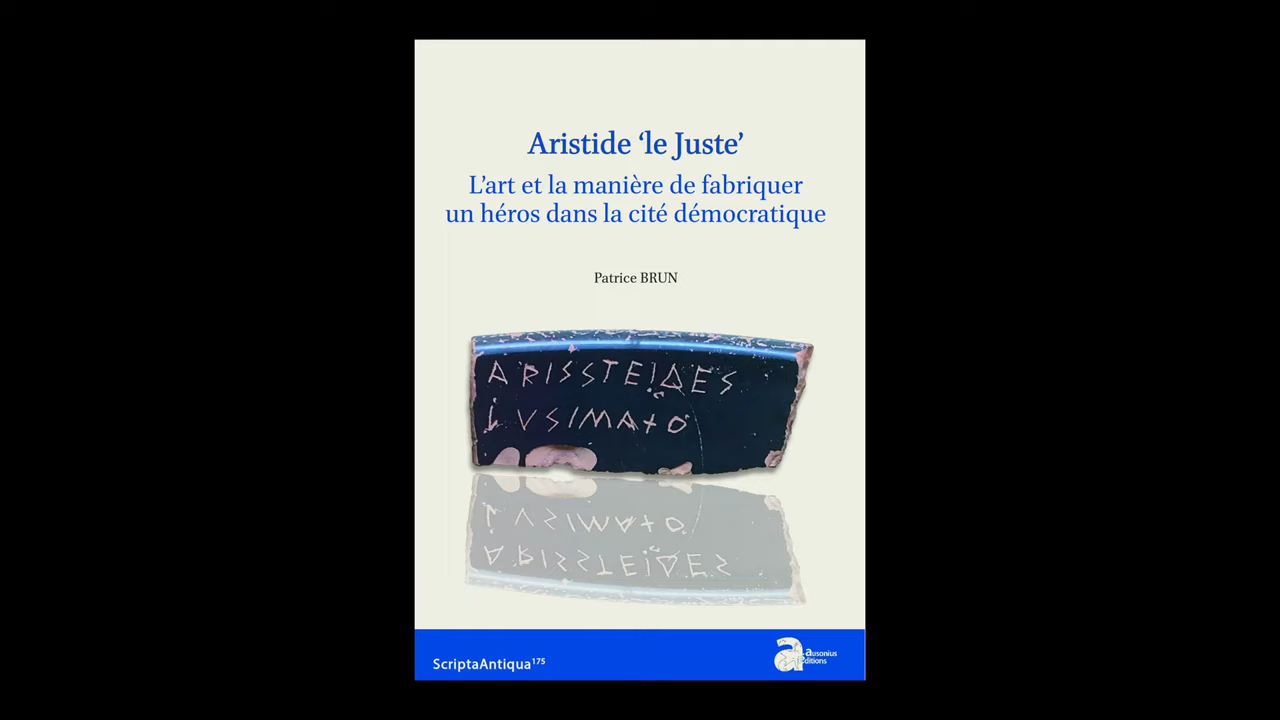 Aristide ‘le Juste’
L’art et la manière de fabriquer
un héros dans la cité démocratique
Patrice BRUN
ARISSTEIDES
LUSIMA+O
ScriptaAntiqua175
ausonius
éditions